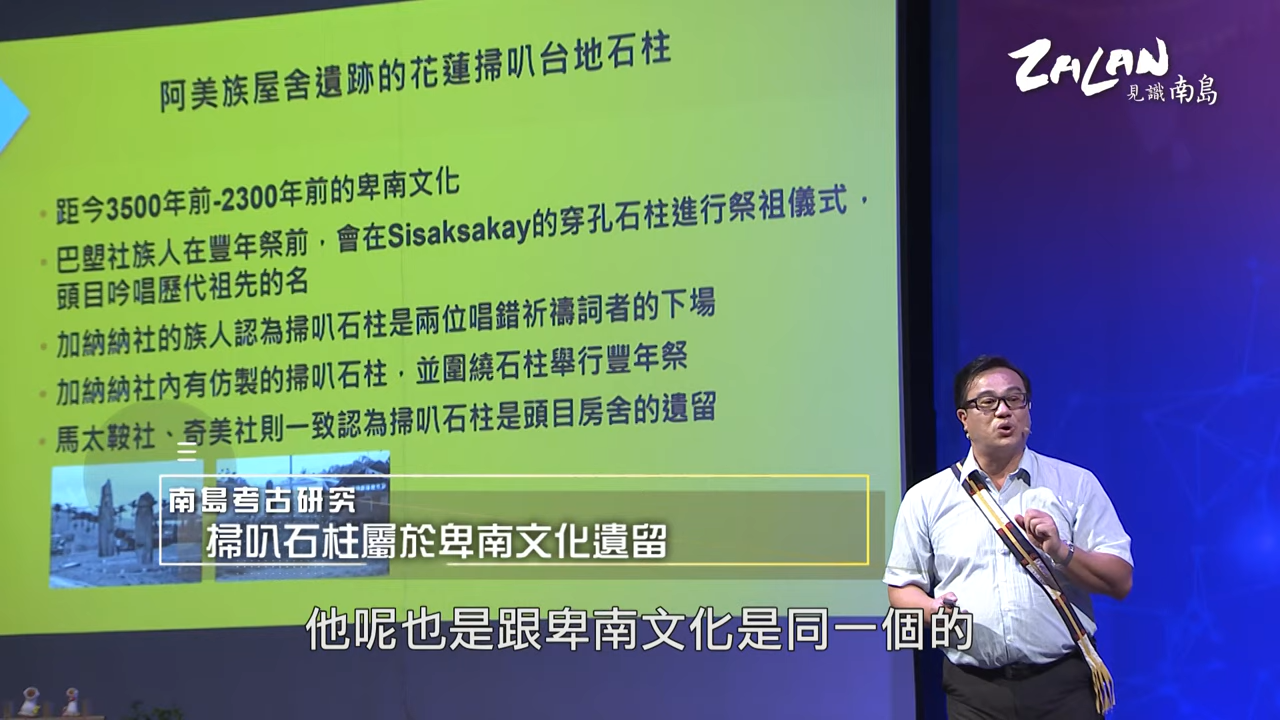 阿美族屋舍遺跡的花蓮掃叭台地石柱
ZALAN
見識南島
距今3500年前-2300年前的卑南文化
巴塱社族人在豐年祭前，會在Sisaksakay的穿孔石柱進行祭祖儀式，
頭目吟唱歷代祖先的名
加納納社的族人認為掃叭石柱是兩位唱錯祈禱詞者的下場
加納納社內有仿製的掃叭石柱，並圍繞石柱舉行豐年祭
馬太鞍社、奇美社則一致認為掃叭石柱是頭目房舍的遺留
南島考古研究
掃叭石柱屬於卑南文化遺留
他呢也是跟卑南文化是同一個的